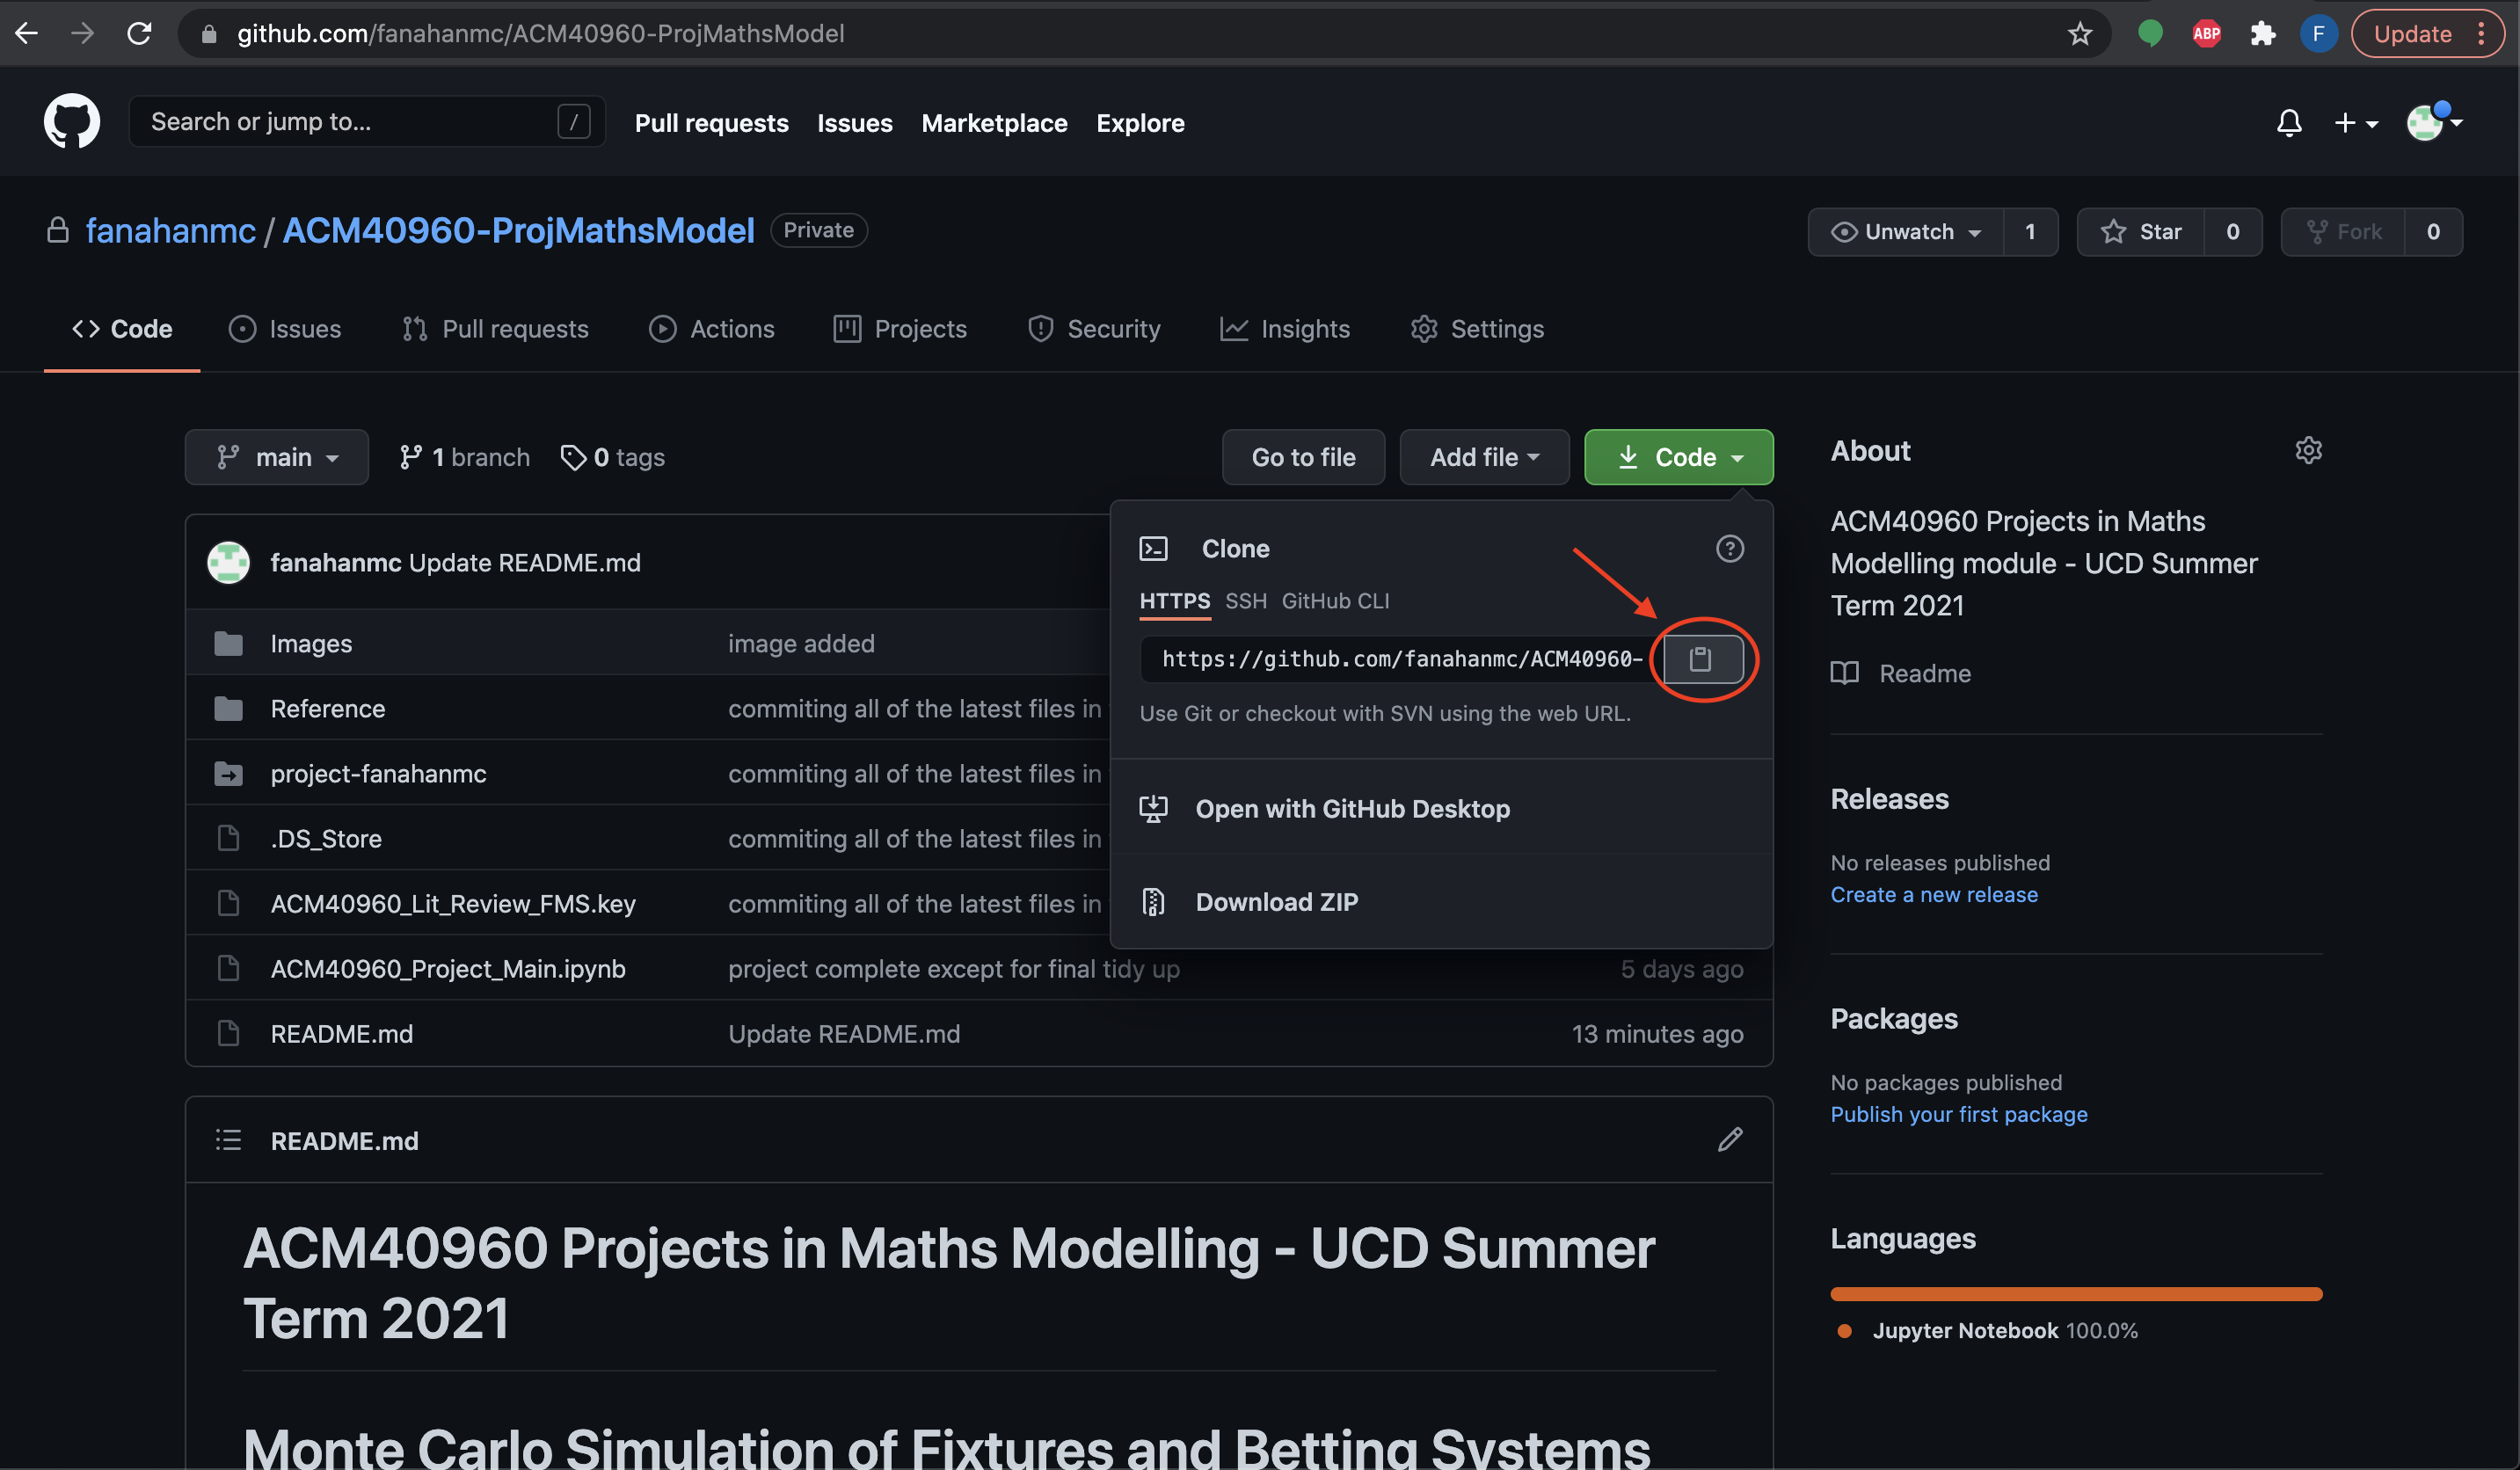 github.com/fanahanmc/ACM40960-ProjMathsModel
ABP
F
Update
Search or jump to...
/
Pull requests
Issues
Marketplace
Explore
fanahanmc / ACM40960-ProjMathsModel
Private
Unwatch 1
Star 0
Fork 0
Code
Issues
Pull requests
Actions
Projects
Security
Insights
Settings
main
1 branch
0 tags
Go to file
Add file
Code
fanahanmc Update README.md
Images image added
Reference commiting all of the latest files in
project-fanahanmc commiting all of the latest files in
.DS_Store commiting all of the latest files in
ACM40960_Lit_Review_FMS.key commiting all of the latest files in
ACM40960_Project_Main.ipynb project complete except for final tidy up 5 days ago
README.md Update README.md 13 minutes ago
Clone
HTTPS SSH GitHub CLI
https://github.com/fanahanmc/ACM40960-
Use Git or checkout with SVN using the web URL.
Open with GitHub Desktop
Download ZIP
README.md
ACM40960 Projects in Maths Modelling - UCD Summer
Term 2021
Monte Carlo Simulation of Fixtures and Betting Systems
About
ACM40960 Projects in Maths
Modelling module - UCD Summer
Term 2021
Readme
Releases
No releases published
Create a new release
Packages
No packages published
Publish your first package
Languages
Jupyter Notebook 100.0%